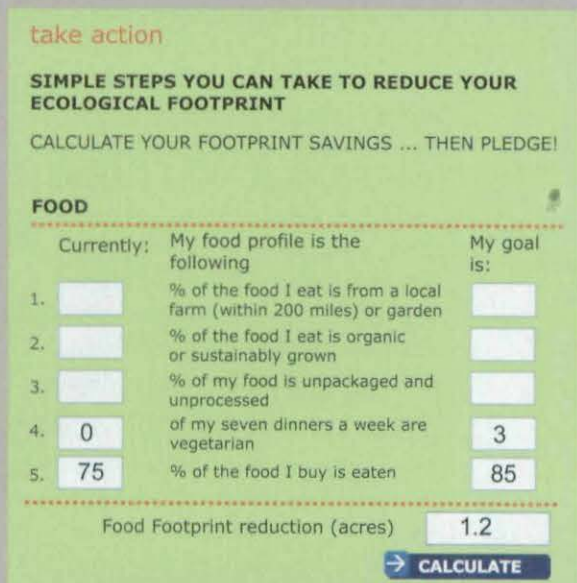 take action
SIMPLE STEPS YOU CAN TAKE TO REDUCE YOUR
ECOLOGICAL FOOTPRINT
CALCULATE YOUR FOOTPRINT SAVINGS ... THEN PLEDGE!
FOOD
Currently: My food profile is the following My goal is:
1. % of the food I eat is from a local
farm (within 200 miles) or garden
2. % of the food I eat is organic
or sustainably grown
3. % of my food is unpackaged and
unprocessed
4. 0 of my seven dinners a week are
vegetarian 3
5. 75 % of the food I buy is eaten 85
Food Footprint reduction (acres) 1.2
CALCULATE